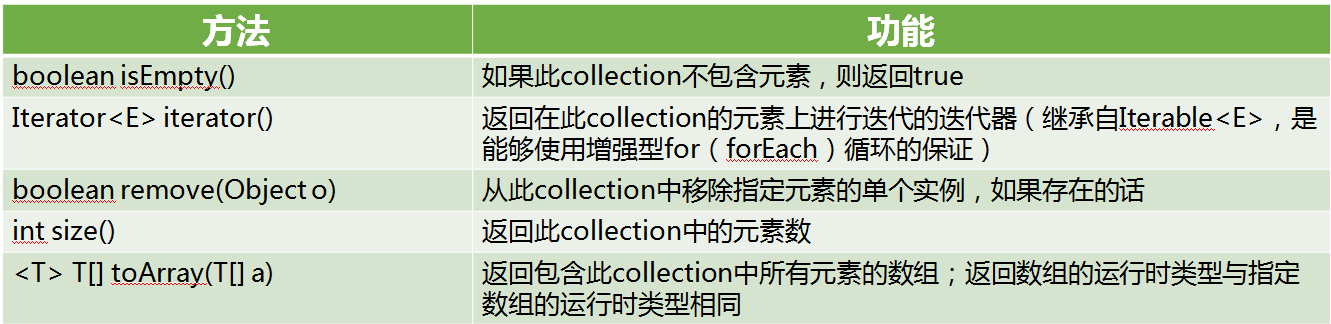 方法 功能
boolean isEmpty() 如果此collection不包含元素，则返回true
Iterator<E> iterator() 返回在此collection的元素上进行迭代的迭代器（继承自Iterable<E>，是
能够使用增强型for（forEach）循环的保证）
boolean remove(Object o) 从此collection中移除指定元素的单个实例，如果存在的话
int size() 返回此collection中的元素数
<T> T[] toArray(T[] a) 返回包含此collection中所有元素的数组；返回数组的运行时类型与指定
数组的运行时类型相同